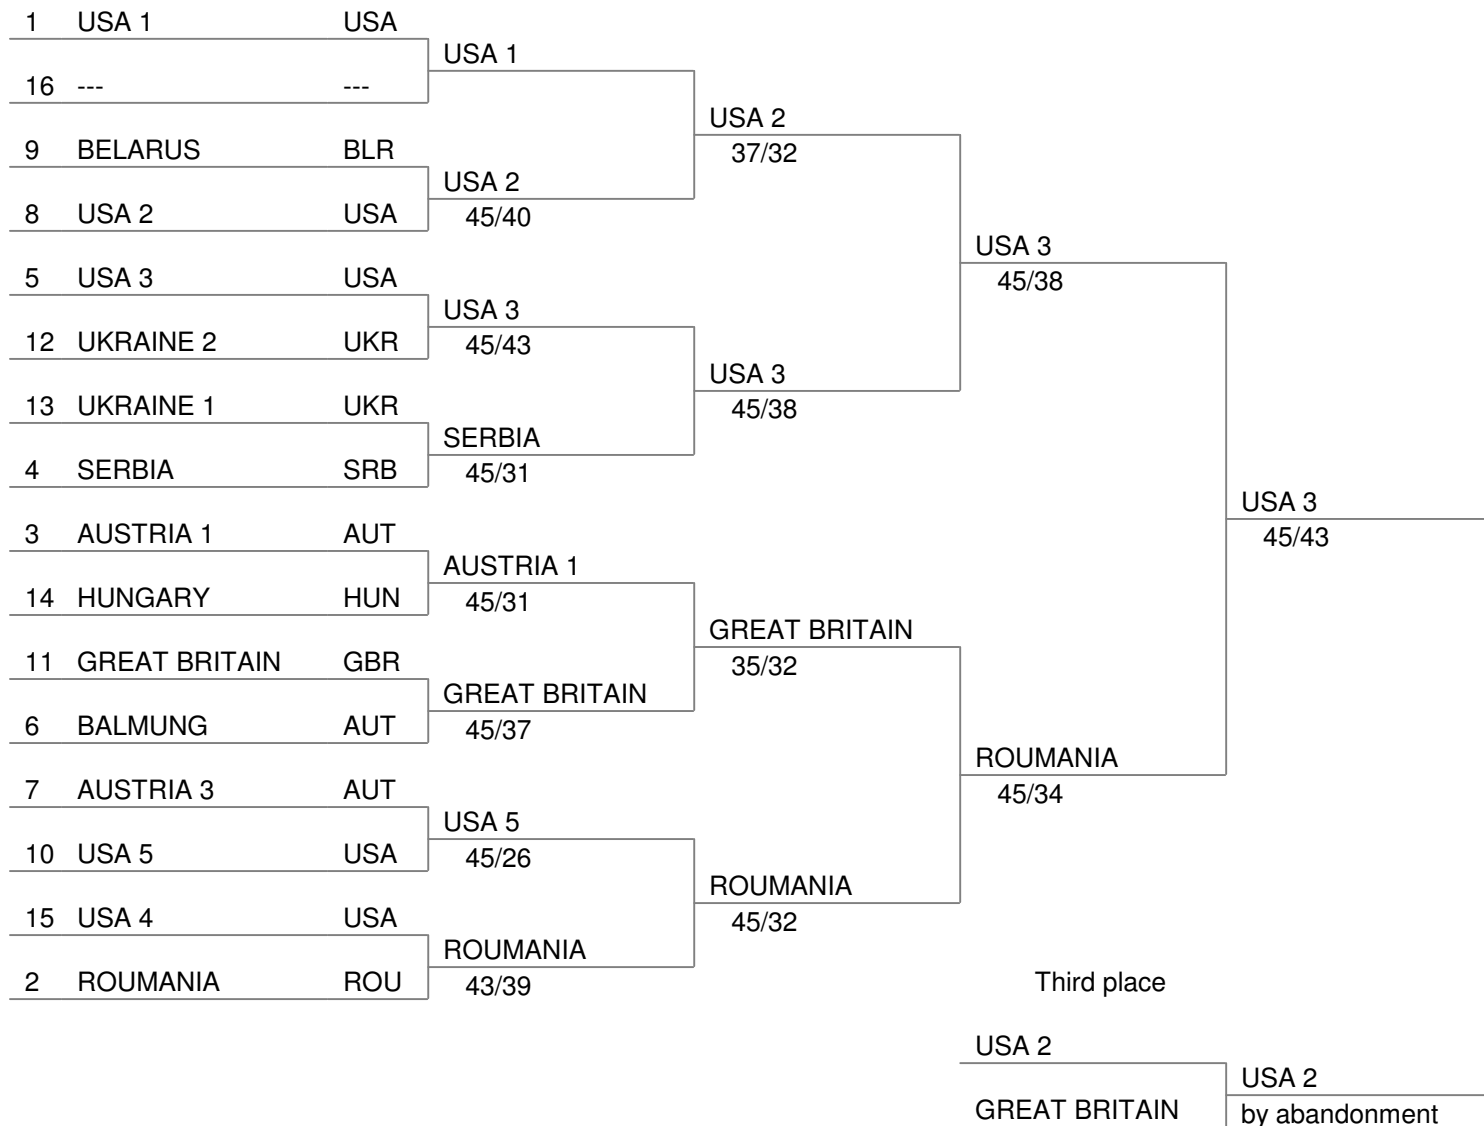 1 USA 1 USA
USA 1
16 --- ---
USA 2
37/32
9 BELARUS BLR
USA 2
45/40
8 USA 2 USA
USA 3
45/38
5 USA 3 USA
USA 3
45/43
12 UKRAINE 2 UKR
USA 3
45/38
13 UKRAINE 1 UKR
SERBIA
45/31
4 SERBIA SRB
USA 3
45/43
3 AUSTRIA 1 AUT
AUSTRIA 1
45/31
14 HUNGARY HUN
GREAT BRITAIN
35/32
11 GREAT BRITAIN GBR
GREAT BRITAIN
45/37
6 BALMUNG AUT
ROUMANIA
45/34
7 AUSTRIA 3 AUT
USA 5
45/26
10 USA 5 USA
ROUMANIA
45/32
15 USA 4 USA
ROUMANIA
43/39
2 ROUMANIA ROU
Third place
USA 2
USA 2
GREAT BRITAIN
by abandonment